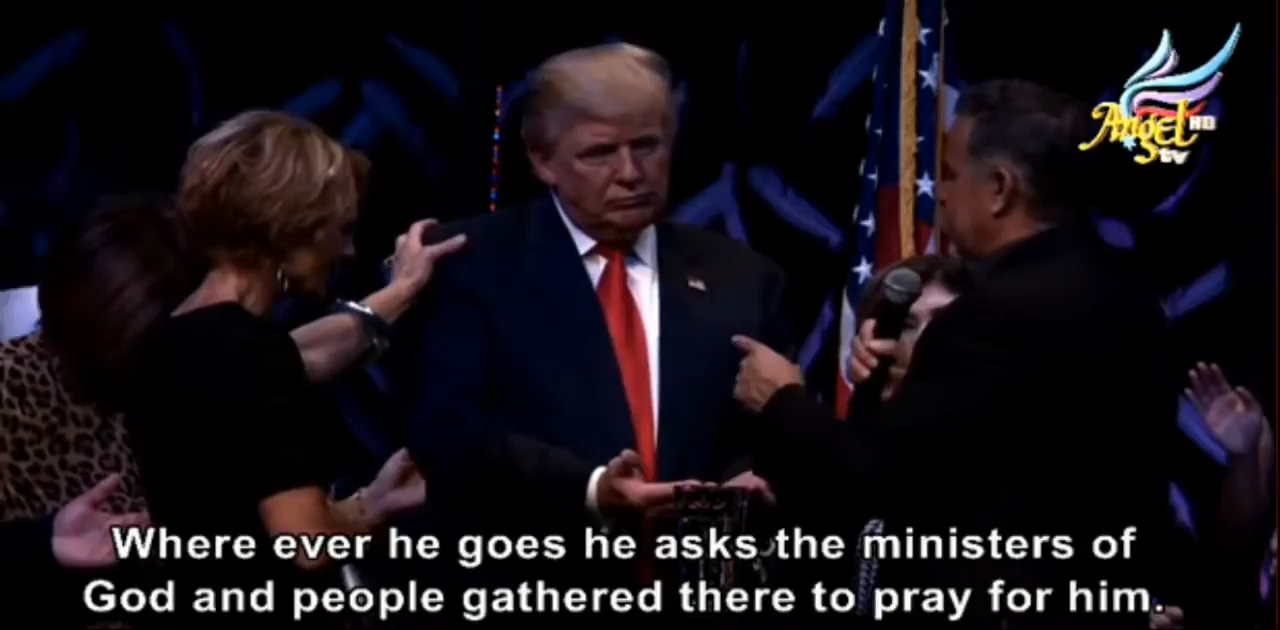 Angel HD
tv
Where ever he goes he asks the ministers of
God and people gathered there to pray for him.